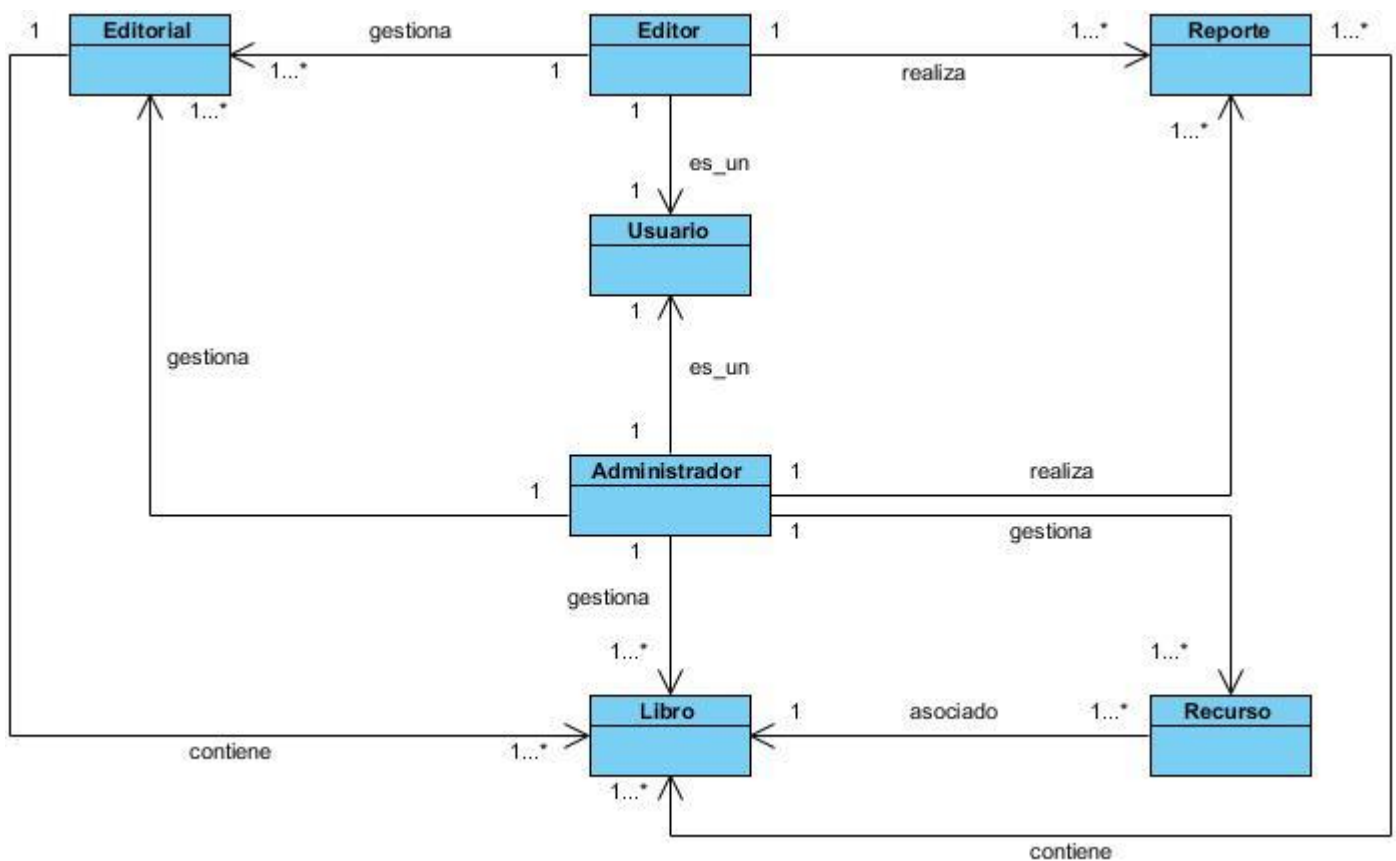 1 Editorial gestiona Editor 1 1...* Reporte 1...*
1...* 1 realiza
1...* 1 1...*
es_un
1
Usuario
1
gestiona
es_un
1
Administrador 1 realiza
1
1 1 gestiona
gestiona
1...* 1...*
Libro 1 asociado 1...* Recurso
contiene 1...*
1...*
contiene